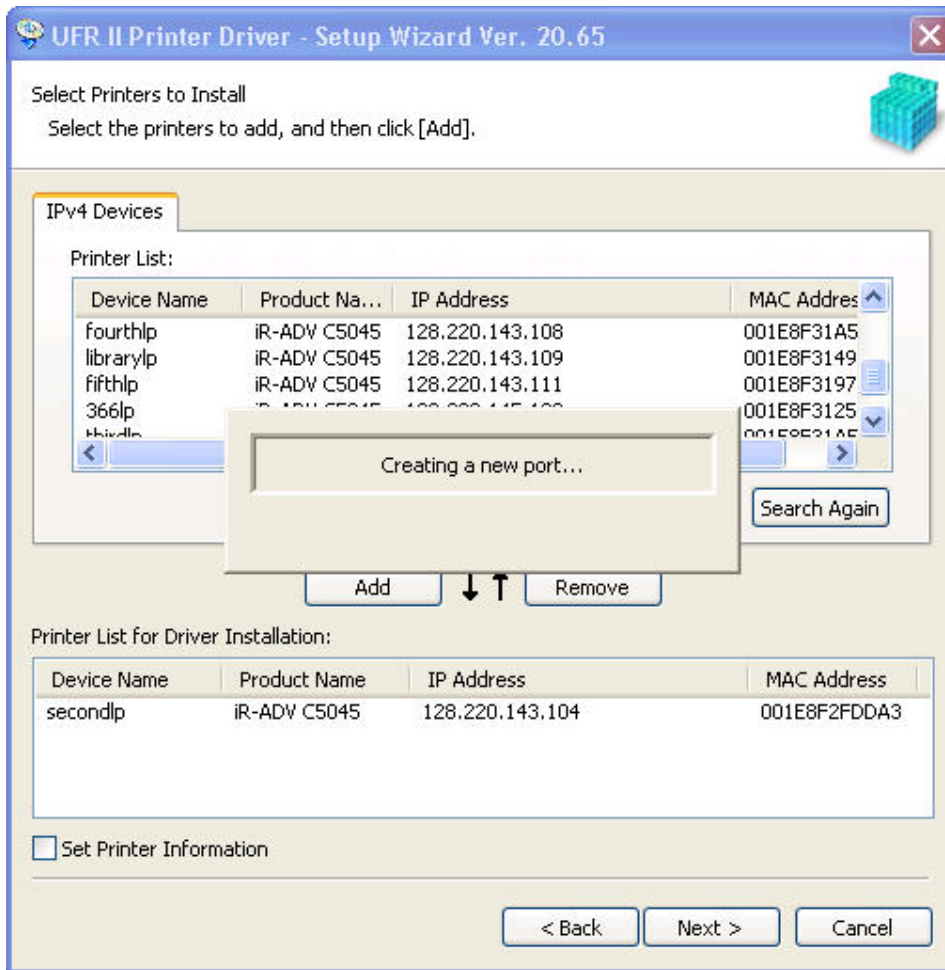 UFR II Printer Driver - Setup Wizard Ver. 20.65
Select Printers to Install
Select the printers to add, and then click [Add].
IPv4 Devices
Printer List:
Device Name Product Na... IP Address MAC Addres
fourthlp iR-ADV C5045 128.220.143.108 001E8F31A5
librarylp iR-ADV C5045 128.220.143.109 001E8F3149
fifthlp iR-ADV C5045 128.220.143.111 001E8F3197
366lp 001E8F3125
thirdlp
Creating a new port...
Search Again
Add Remove
Printer List for Driver Installation:
Device Name Product Name IP Address MAC Address
secondlp iR-ADV C5045 128.220.143.104 001E8F2FDDA3
Set Printer Information
< Back Next > Cancel